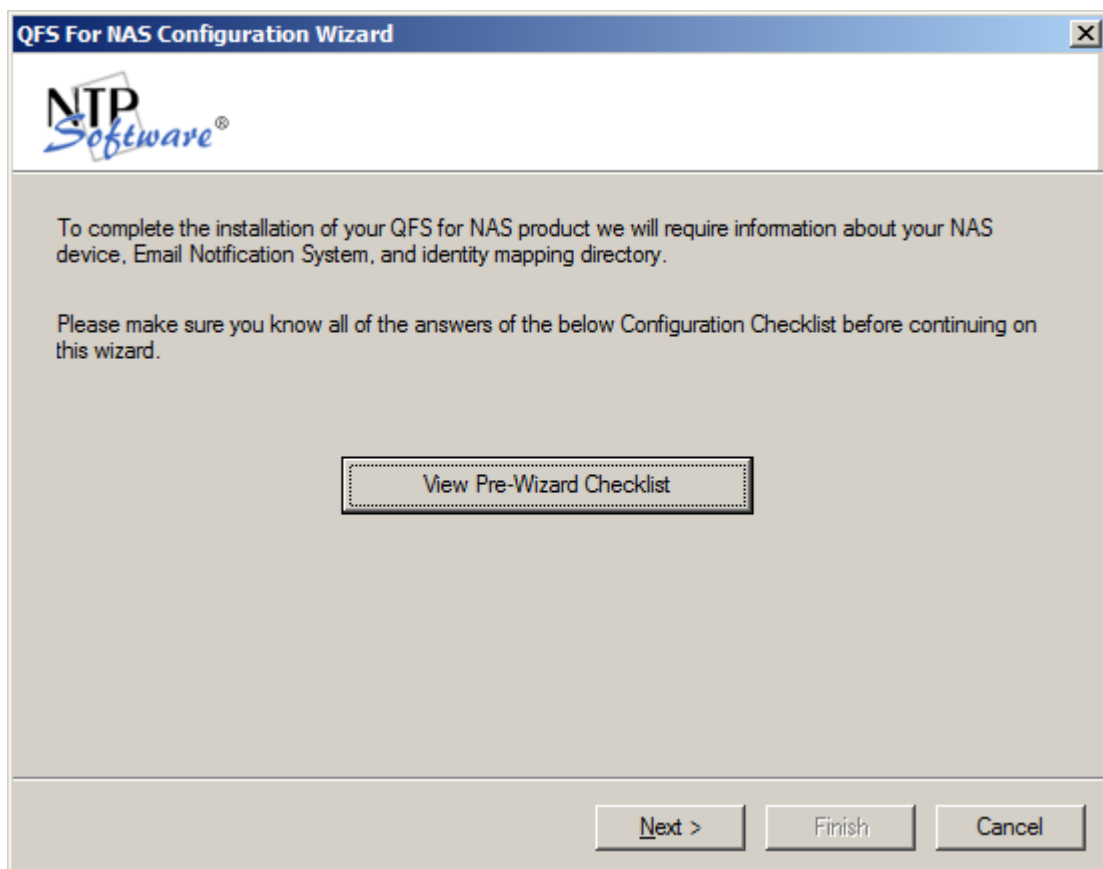 QFS For NAS Configuration Wizard
NTP
Software®
To complete the installation of your QFS for NAS product we will require information about your NAS
device, Email Notification System, and identity mapping directory.
Please make sure you know all of the answers of the below Configuration Checklist before continuing on
this wizard.
View Pre-Wizard Checklist
Next >
Finish
Cancel